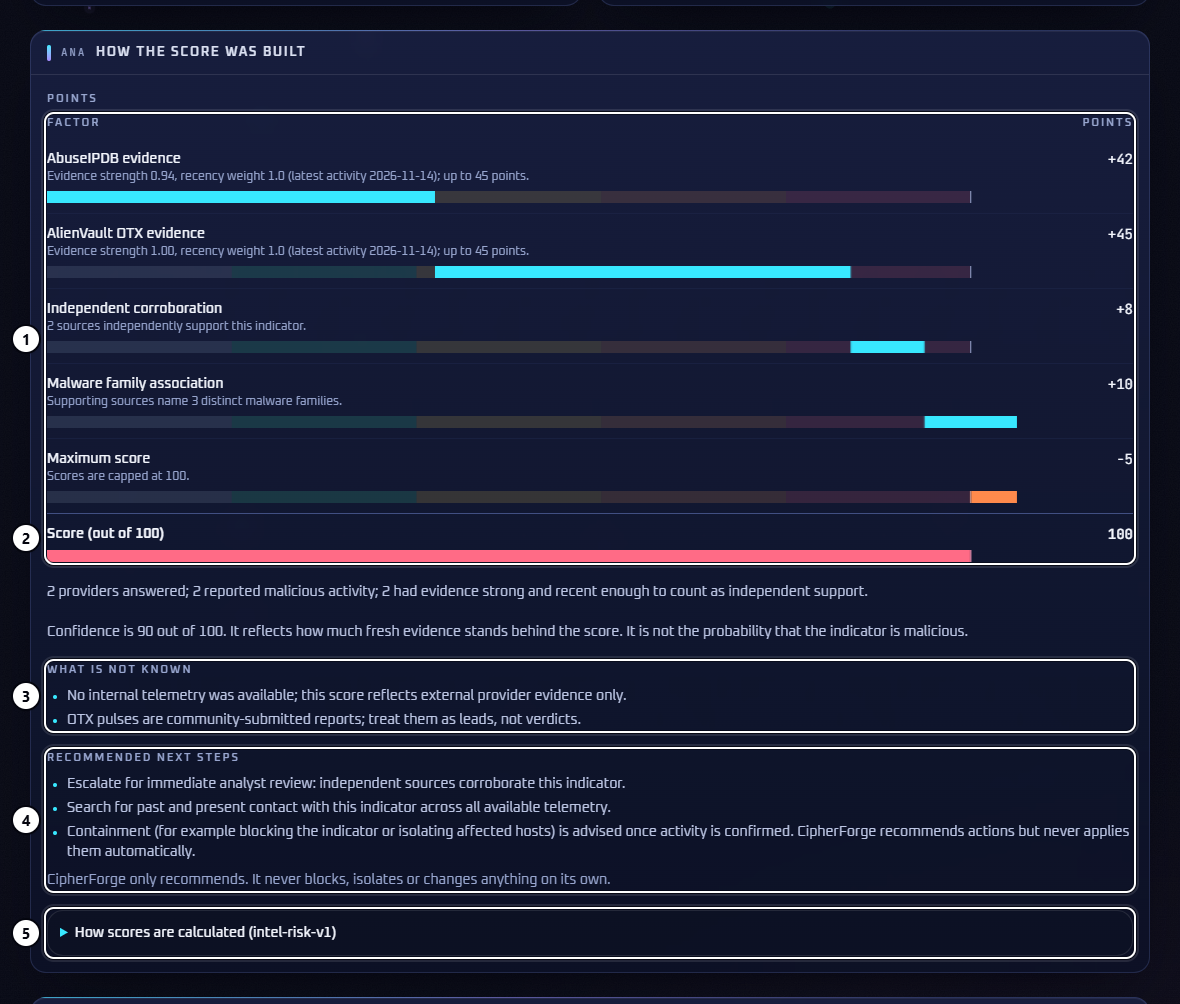 ANA HOW THE SCORE WAS BUILT
POINTS
FACTOR POINTS
AbuseIPDB evidence +42
Evidence strength 0.94, recency weight 1.0 (latest activity 2026-11-14); up to 45 points.
AlienVault OTX evidence +45
Evidence strength 1.00, recency weight 1.0 (latest activity 2026-11-14); up to 45 points.
Independent corroboration +8
2 sources independently support this indicator.
1
Malware family association +10
Supporting sources name 3 distinct malware families.
Maximum score -5
Scores are capped at 100.
2
Score (out of 100) 100
2 providers answered; 2 reported malicious activity; 2 had evidence strong and recent enough to count as independent support.
Confidence is 90 out of 100. It reflects how much fresh evidence stands behind the score. It is not the probability that the indicator is malicious.
WHAT IS NOT KNOWN
3
• No internal telemetry was available; this score reflects external provider evidence only.
• OTX pulses are community-submitted reports; treat them as leads, not verdicts.
RECOMMENDED NEXT STEPS
• Escalate for immediate analyst review: independent sources corroborate this indicator.
• Search for past and present contact with this indicator across all available telemetry.
4
• Containment (for example blocking the indicator or isolating affected hosts) is advised once activity is confirmed. CipherForge recommends actions but never applies
them automatically.
CipherForge only recommends. It never blocks, isolates or changes anything on its own.
5
How scores are calculated (intel-risk-v1)